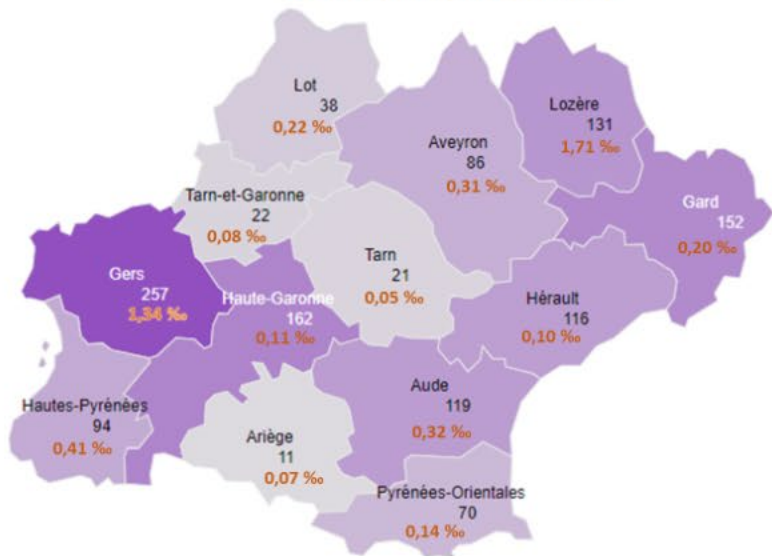 Lot
38
0,22 ‰
Lozère
131
1,71 ‰
Aveyron
86
0,31 ‰
Tarn-et-Garonne
22
0,08 ‰
Gard
152
0,20 ‰
Tarn
21
0,05 ‰
Gers
257
1,34 ‰
Haute-Garonne
162
0,11 ‰
Hérault
116
0,10 ‰
Aude
119
0,32 ‰
Hautes-Pyrénées
94
0,41 ‰
Ariège
11
0,07 ‰
Pyrénées-Orientales
70
0,14 ‰